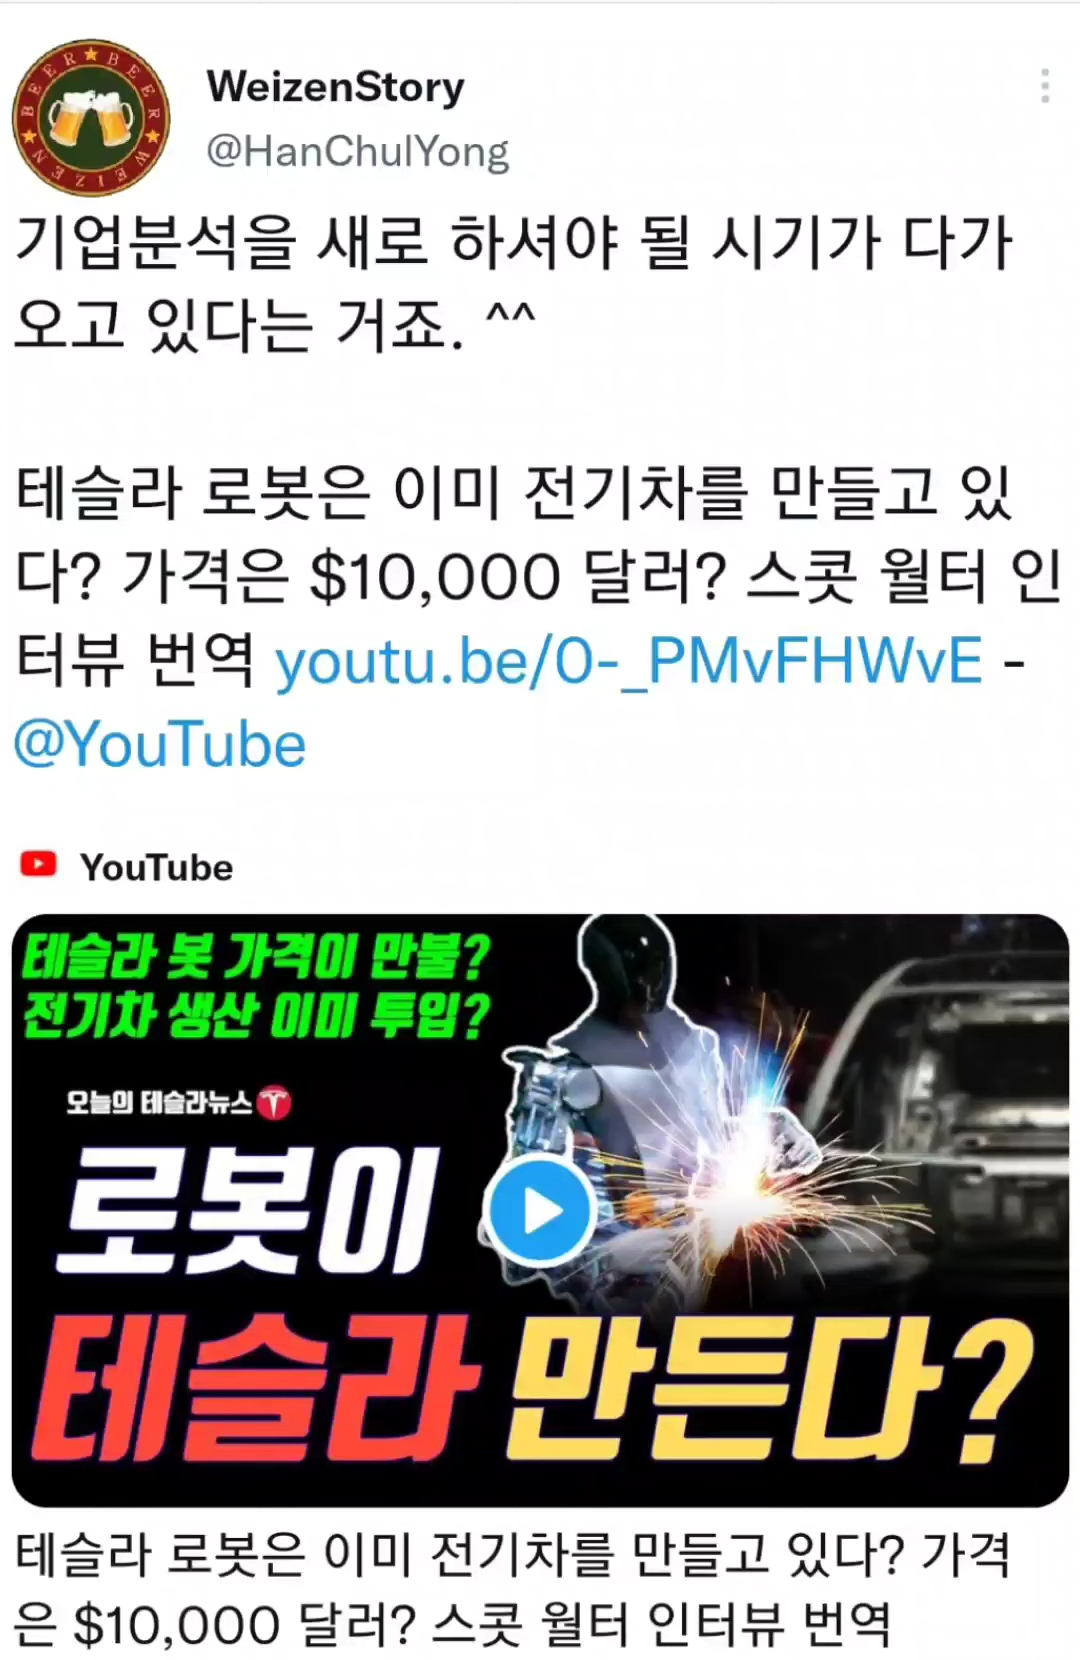 BEER★BEER★WEIZEN★
WeizenStory
@HanChulYong
기업분석을 새로 하셔야 될 시기가 다가
오고 있다는 거죠. ^^
테슬라 로봇은 이미 전기차를 만들고 있
다? 가격은 $10,000 달러? 스콧 월터 인
터뷰 번역 youtu.be/0-_PMvFHWvE -
@YouTube
YouTube
테슬라 봇 가격이 만불?
전기차 생산 이미 투입?
오늘의 테슬라뉴스
로봇이
테슬라 만든다?
테슬라 로봇은 이미 전기차를 만들고 있다? 가격
은 $10,000 달러? 스콧 월터 인터뷰 번역